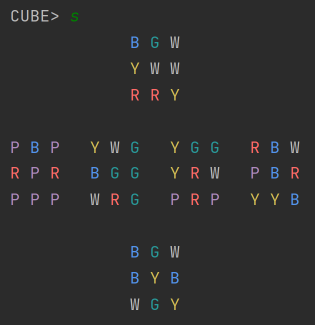 CUBE> s
B G W
Y W W
R R Y
P B P Y W G Y G G R B W
R P R B G G Y R W P B R
P P P W R G P R P Y Y B
B G W
B Y B
W G Y